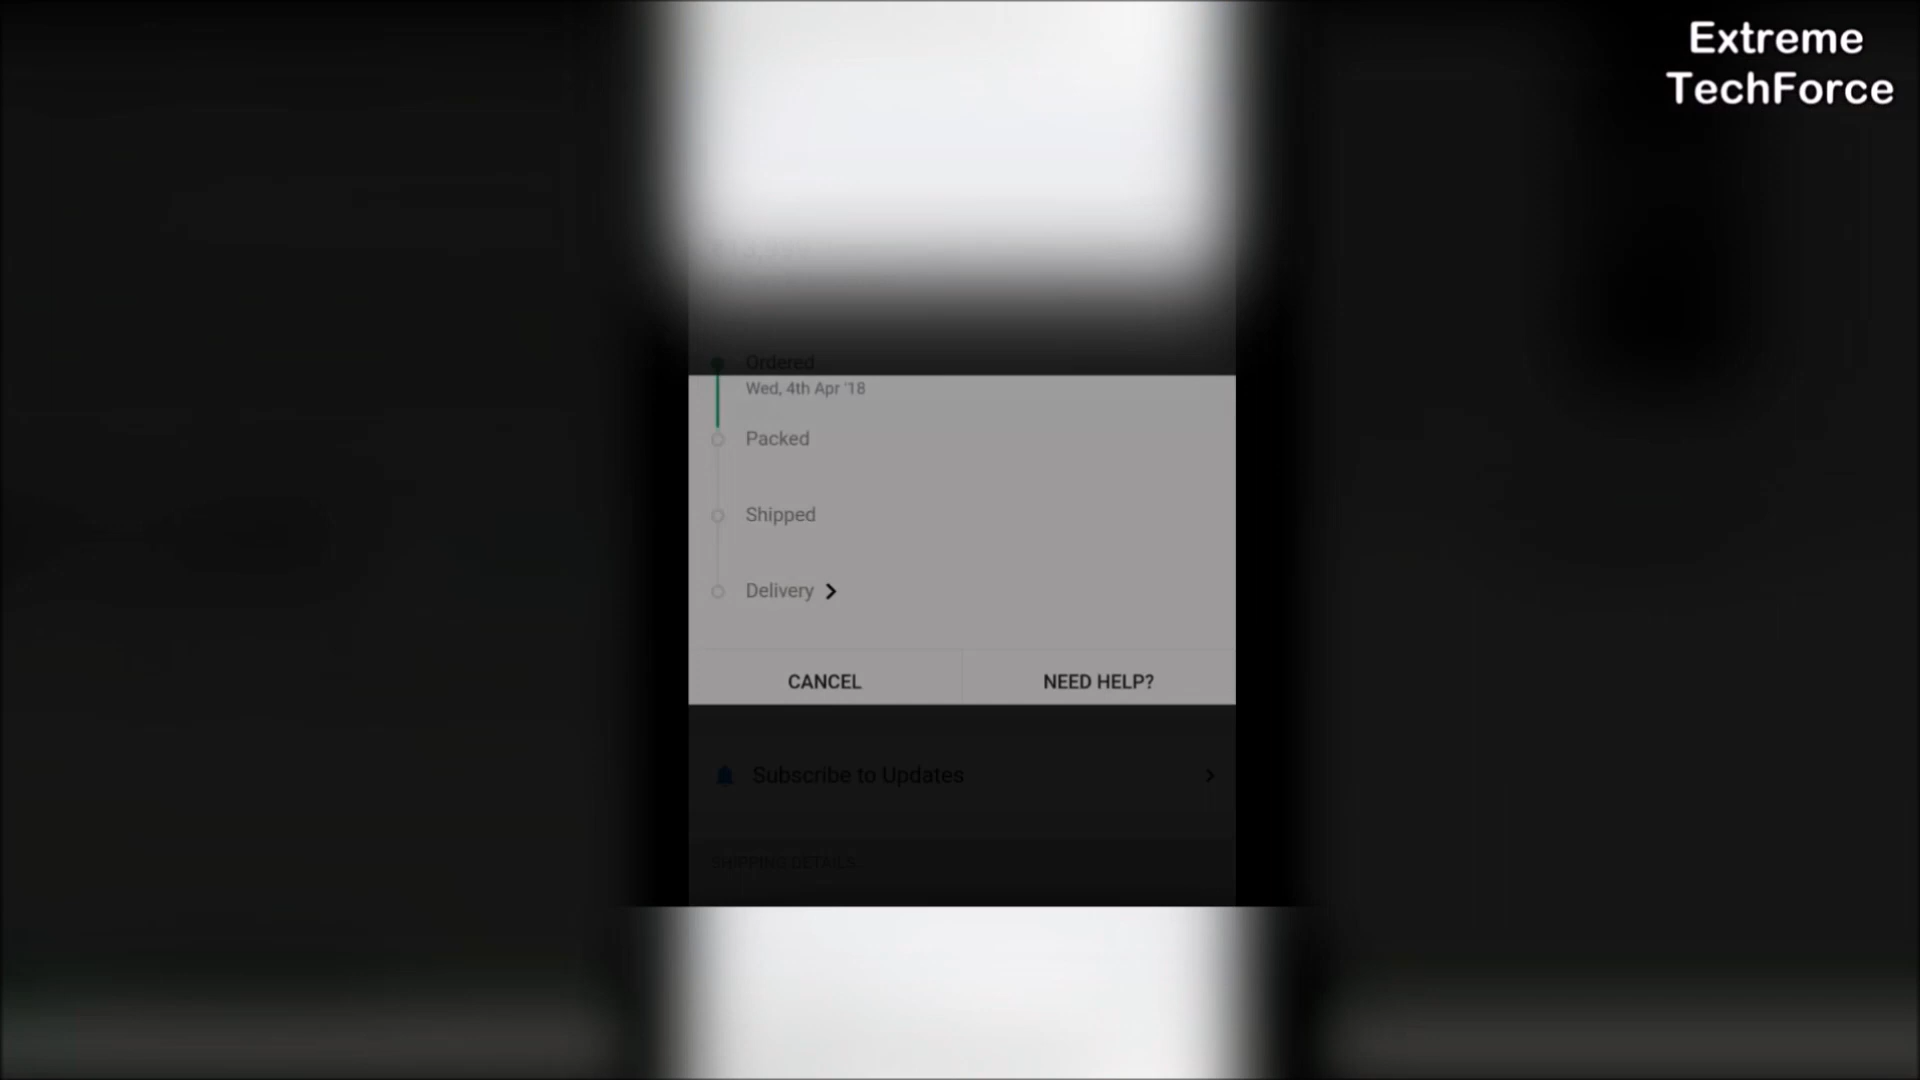 Extreme
TechForce
Ordered
Wed, 4th Apr '18
Packed
Shipped
Delivery
CANCEL
NEED HELP?
Subscribe to Updates
SHIPPING DETAILS